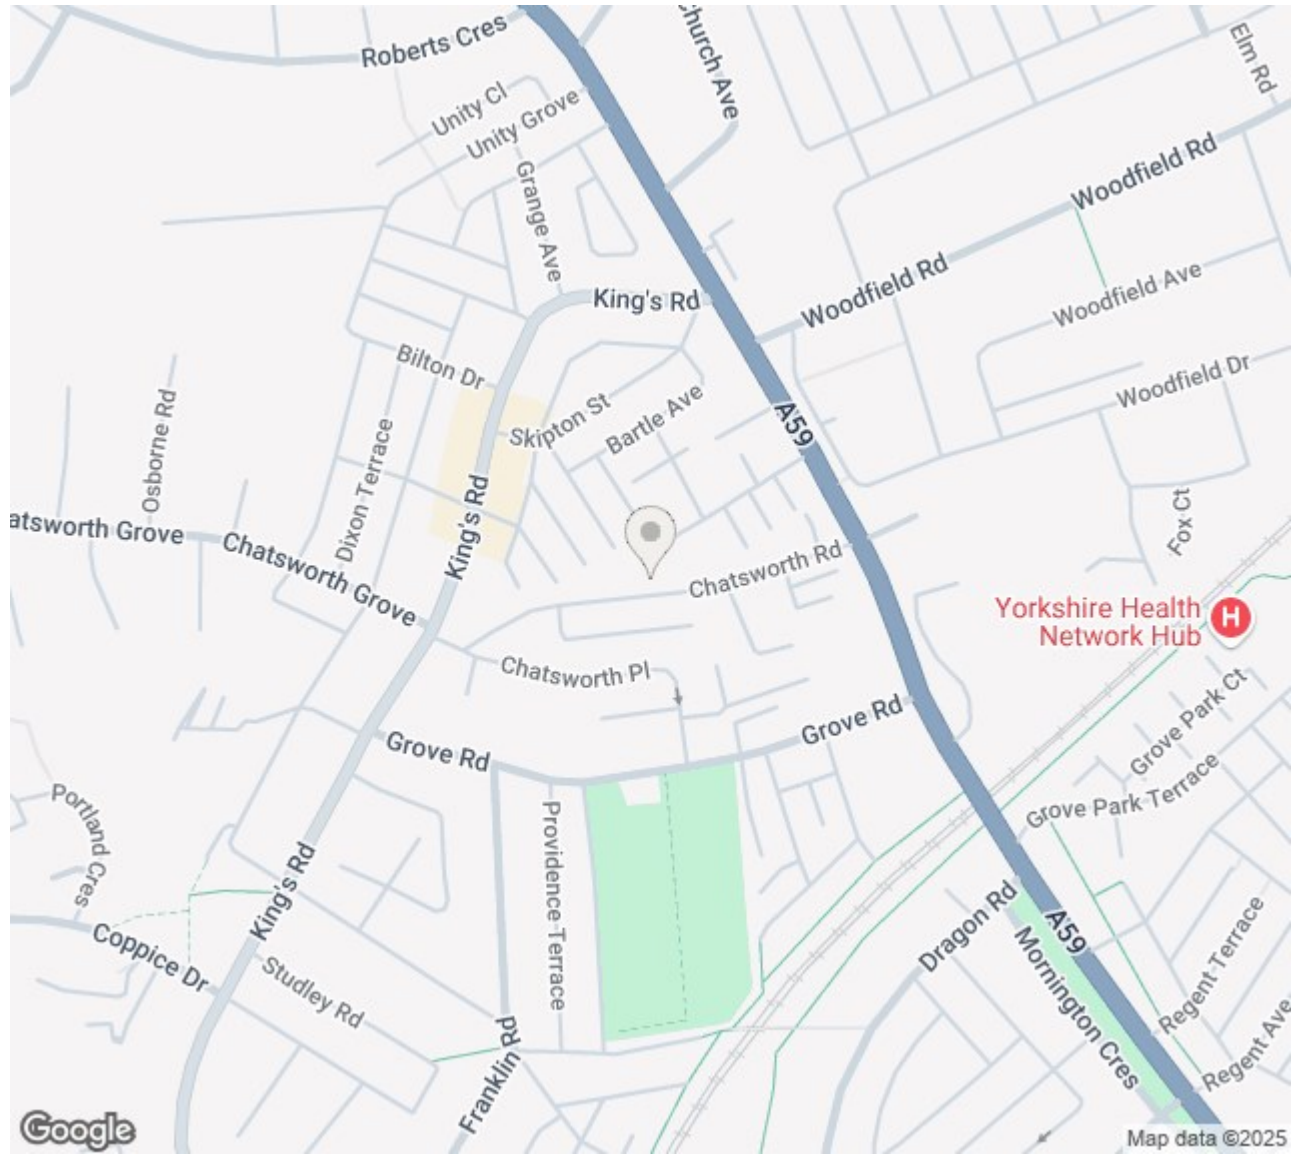 Roberts Cres
Church Ave
Elm Rd
Unity Cl
Unity Grove
Grange Ave
Woodfield Rd
King's Rd
Woodfield Rd
Woodfield Ave
Bilton Dr
Woodfield Dr
Osborne Rd
Skipton St
Bartle Ave
A59
Dixon Terrace
King's Rd
atsworth Grove
Chatsworth Grove
Fox Ct
Chatsworth Rd
Yorkshire Health
Network Hub
H
Chatsworth Pl
Grove Park Ct
Grove Rd
Grove Rd
Grove Park Terrace
Portland Cres
Providence Terrace
King's Rd
Dragon Rd
A59
Mornington Cres
Regent Terrace
Coppice Dr
Studley Rd
Franklin Rd
Regent Ave
Google
Map data ©2025